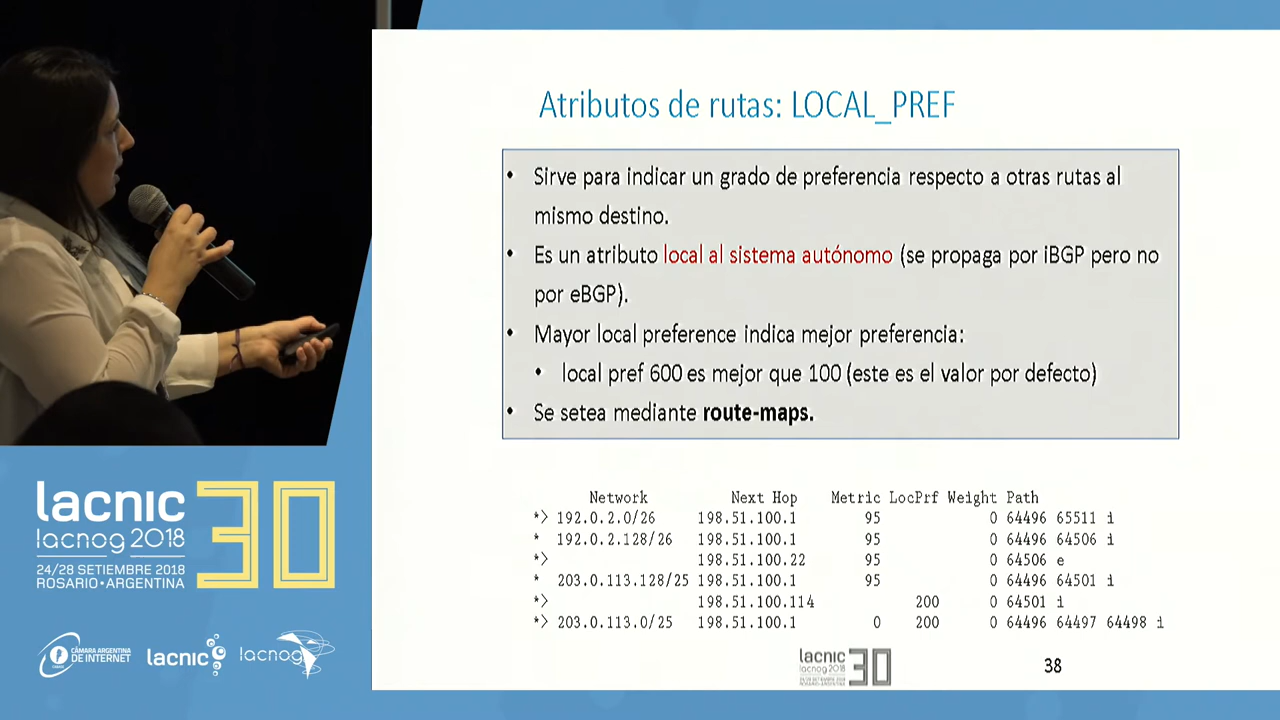 Atributos de rutas: LOCAL_PREF
• Sirve para indicar un grado de preferencia respecto a otras rutas al
mismo destino.
• Es un atributo local al sistema autónomo (se propaga por iBGP pero no
por eBGP).
• Mayor local preference indica mejor preferencia:
• local pref 600 es mejor que 100 (este es el valor por defecto)
• Se setea mediante route-maps.
Network Next Hop Metric LocPrf Weight Path
*> 192.0.2.0/26 198.51.100.1 95 0 64496 65511 i
* 192.0.2.128/26 198.51.100.1 95 0 64496 64506 i
*> 198.51.100.22 95 0 64506 e
* 203.0.113.128/25 198.51.100.1 95 0 64496 64501 i
*> 198.51.100.114 200 0 64501 i
*> 203.0.113.0/25 198.51.100.1 0 200 0 64496 64497 64498 i
lacnic 30
38
lacnic 30
lacnog 2018
24/28 SETIEMBRE 2018
ROSARIO•ARGENTINA
CÁMARA ARGENTINA
DE INTERNET
lacnic
lacnog